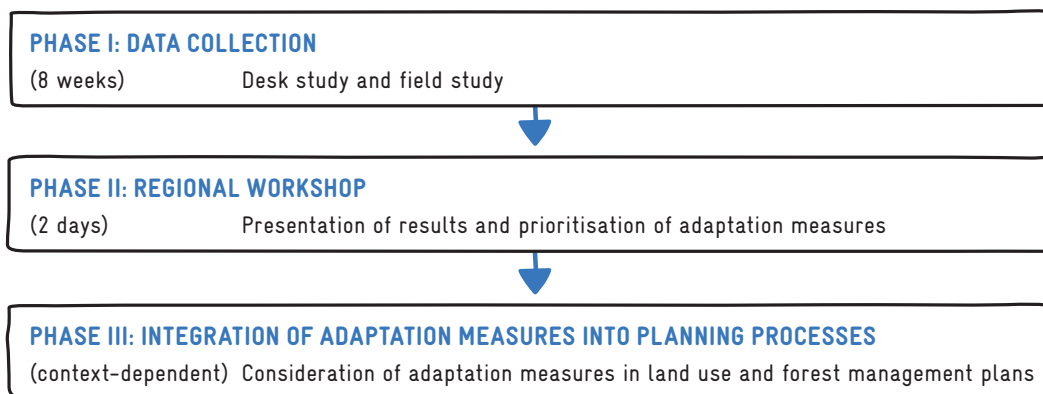 PHASE I: DATA COLLECTION
(8 weeks) Desk study and field study
PHASE II: REGIONAL WORKSHOP
(2 days) Presentation of results and prioritisation of adaptation measures
PHASE III: INTEGRATION OF ADAPTATION MEASURES INTO PLANNING PROCESSES
(context-dependent) Consideration of adaptation measures in land use and forest management plans